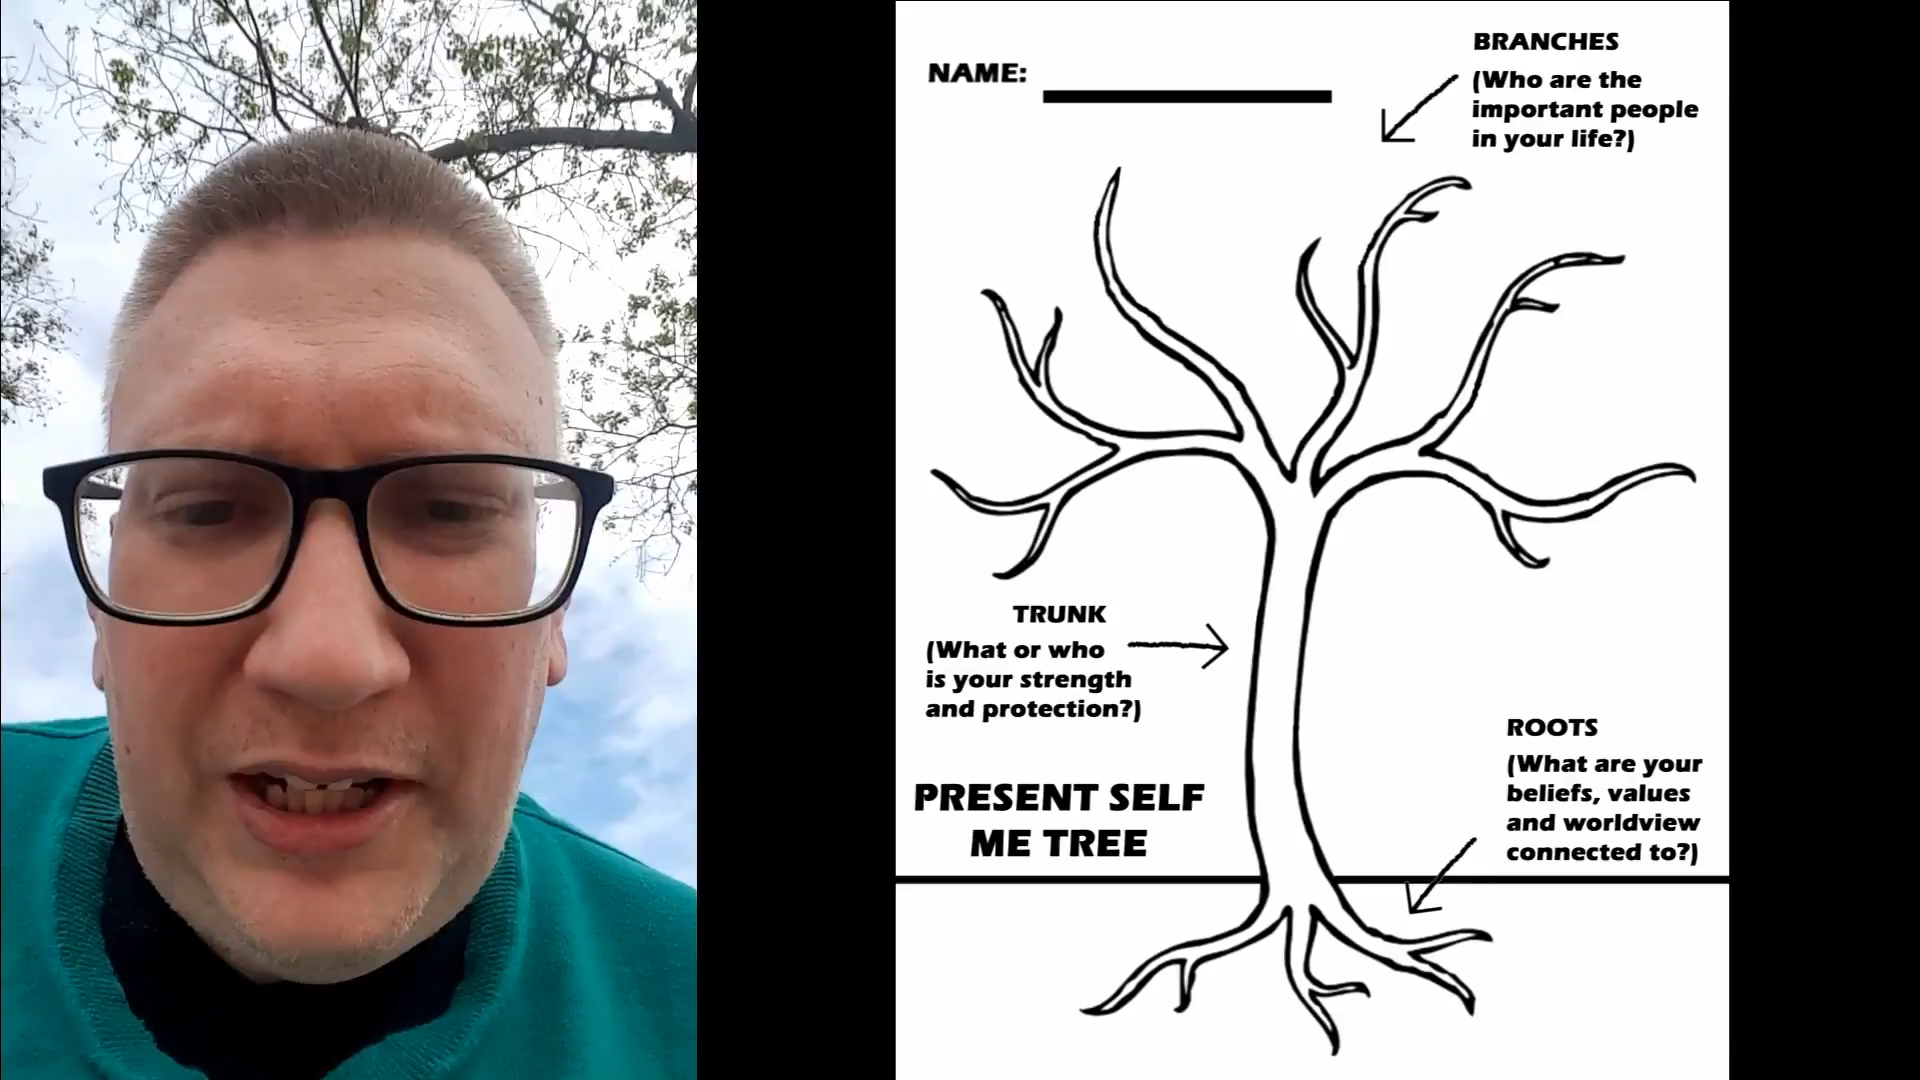 NAME:
BRANCHES
(Who are the
important people
in your life?)
TRUNK
(What or who
is your strength
and protection?)
PRESENT SELF
ME TREE
ROOTS
(What are your
beliefs, values
and worldview
connected to?)